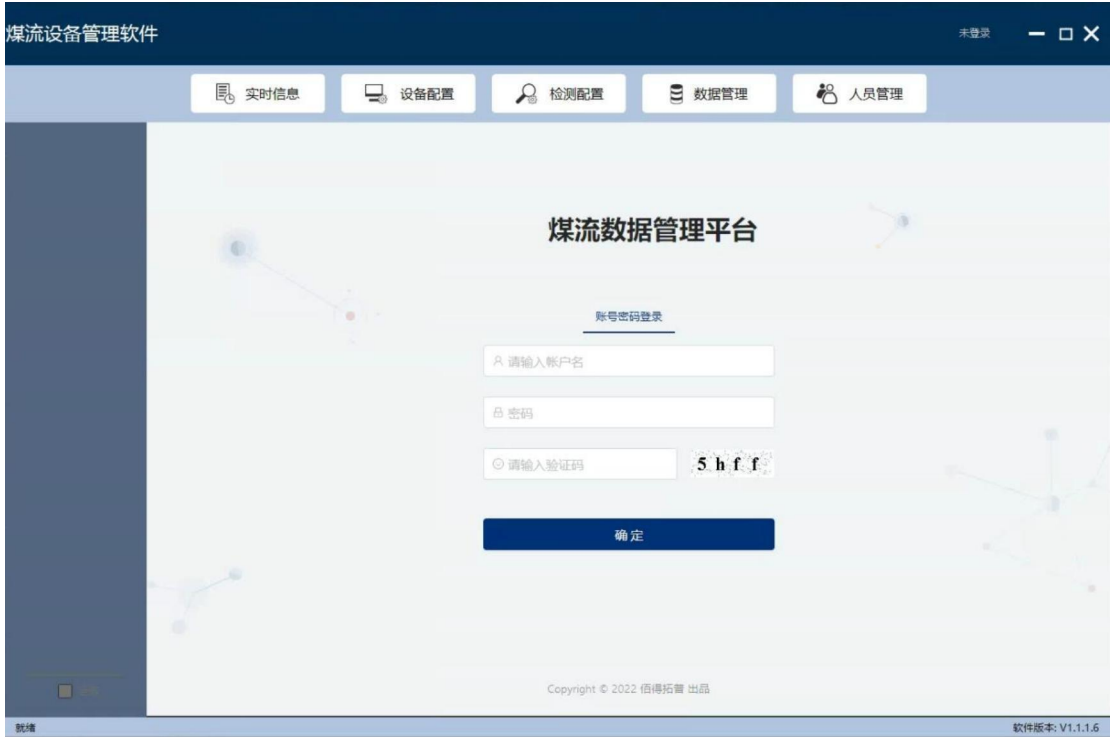 煤流设备管理软件
未登录
实时信息 设备配置 检测配置 数据管理 人员管理
煤流数据管理平台
账号密码登录
请输入帐户名
密码
请输入验证码 5hff
确定
Copyright © 2022 佰得拓普 出品
就绪
软件版本: V1.1.1.6